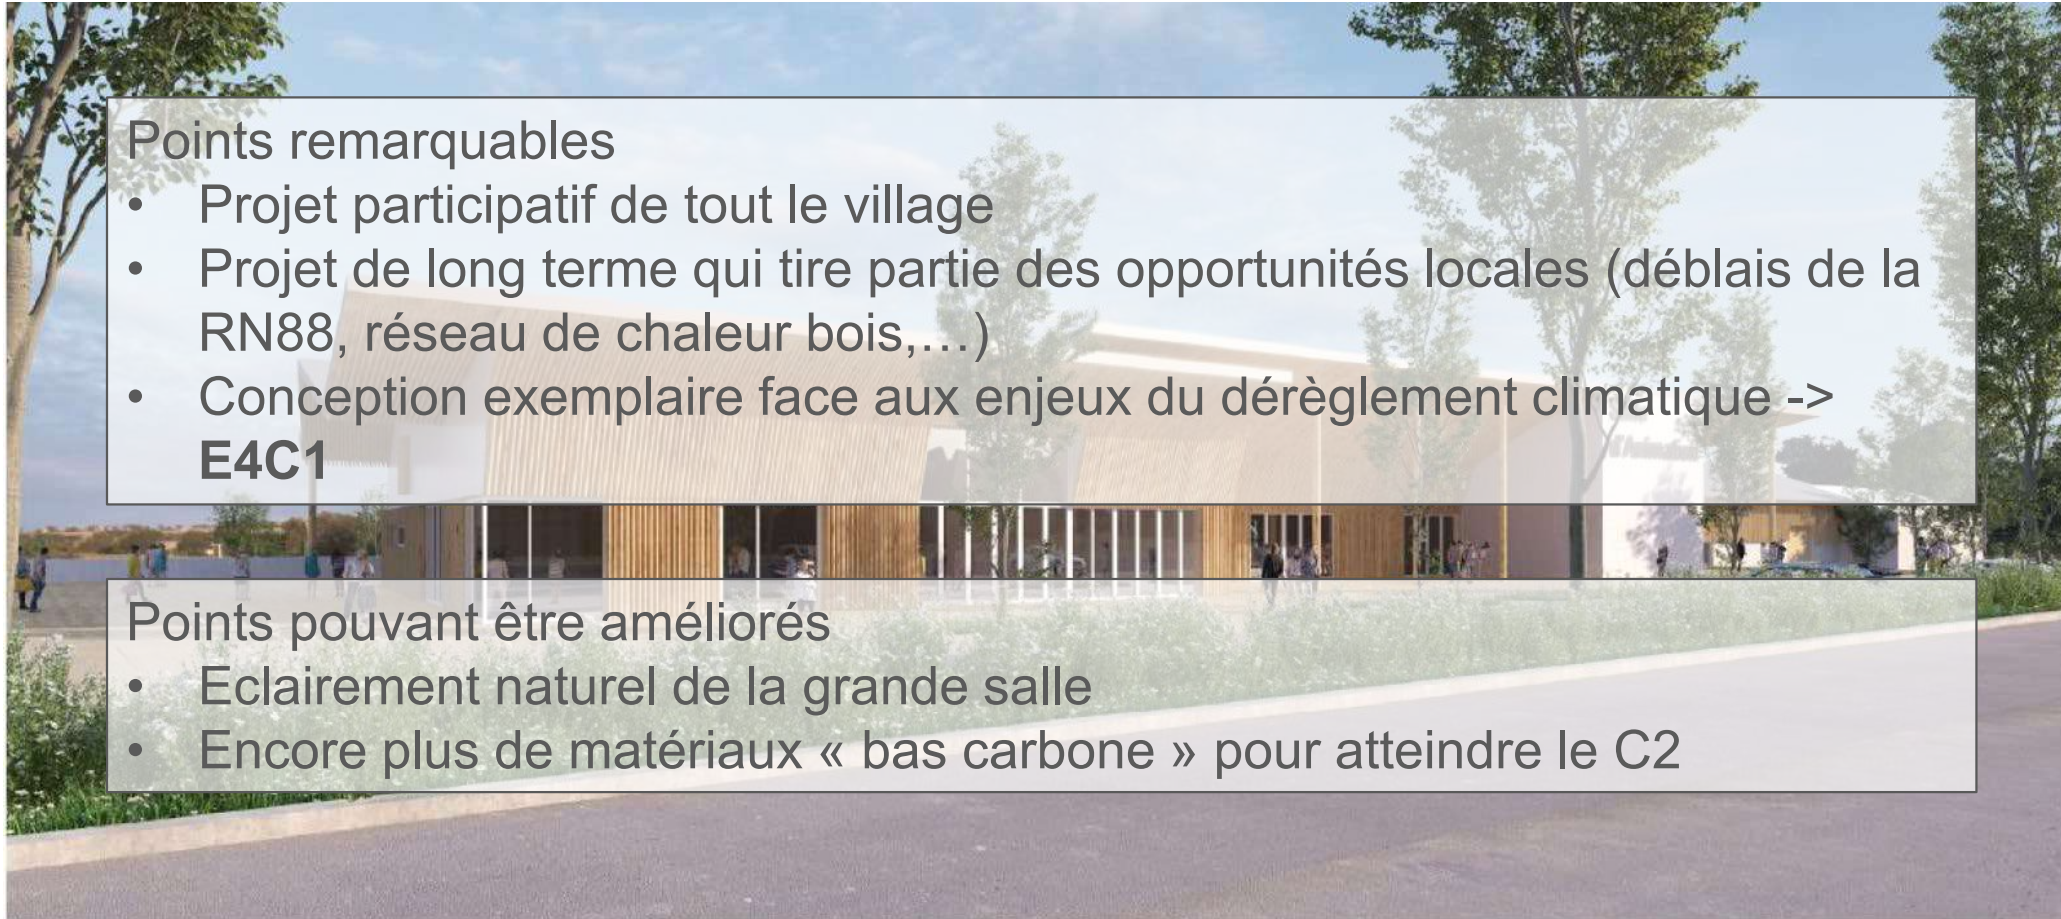 Points remarquables
• Projet participatif de tout le village
• Projet de long terme qui tire partie des opportunités locales (déblais de la
RN88, réseau de chaleur bois,…)
• Conception exemplaire face aux enjeux du dérèglement climatique ->
E4C1
Points pouvant être améliorés
• Eclairement naturel de la grande salle
• Encore plus de matériaux « bas carbone » pour atteindre le C2